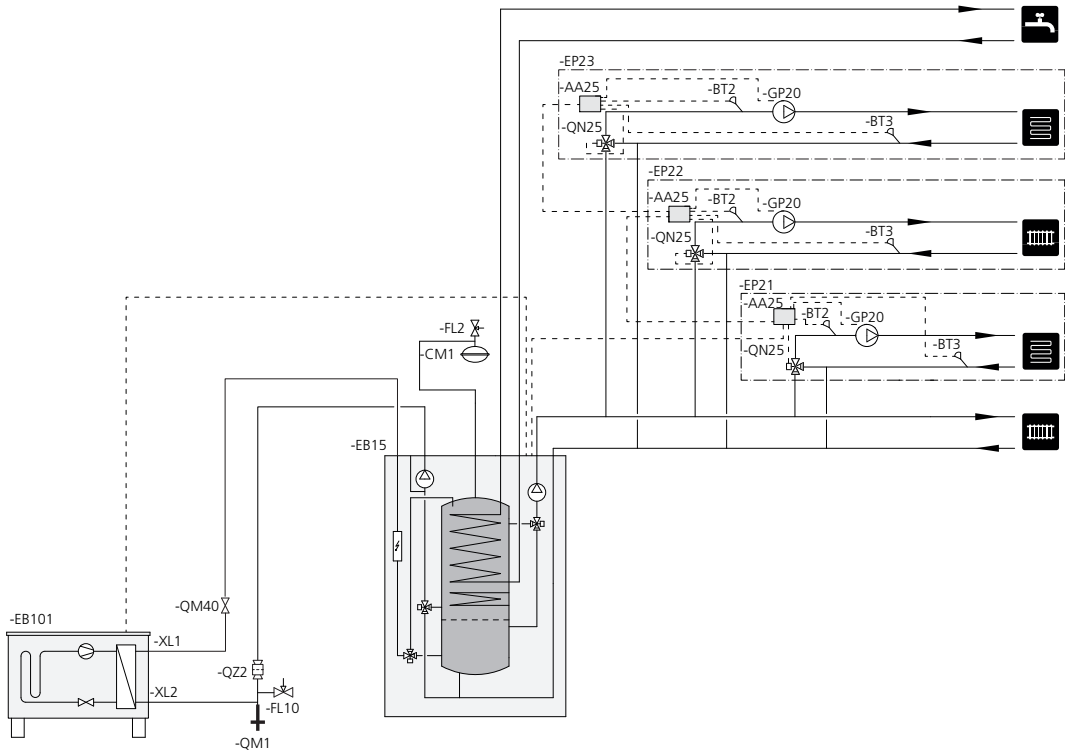 -EP23
-AA25
-BT2
-GP20
-QN25
-BT3
-EP22
-AA25
-BT2
-GP20
-QN25
-BT3
-EP21
-AA25
-BT2
-GP20
-QN25
-BT3
-FL2
-CM1
-EB15
-QM40
-EB101
-XL1
-QZ2
-XL2
-FL10
-QM1